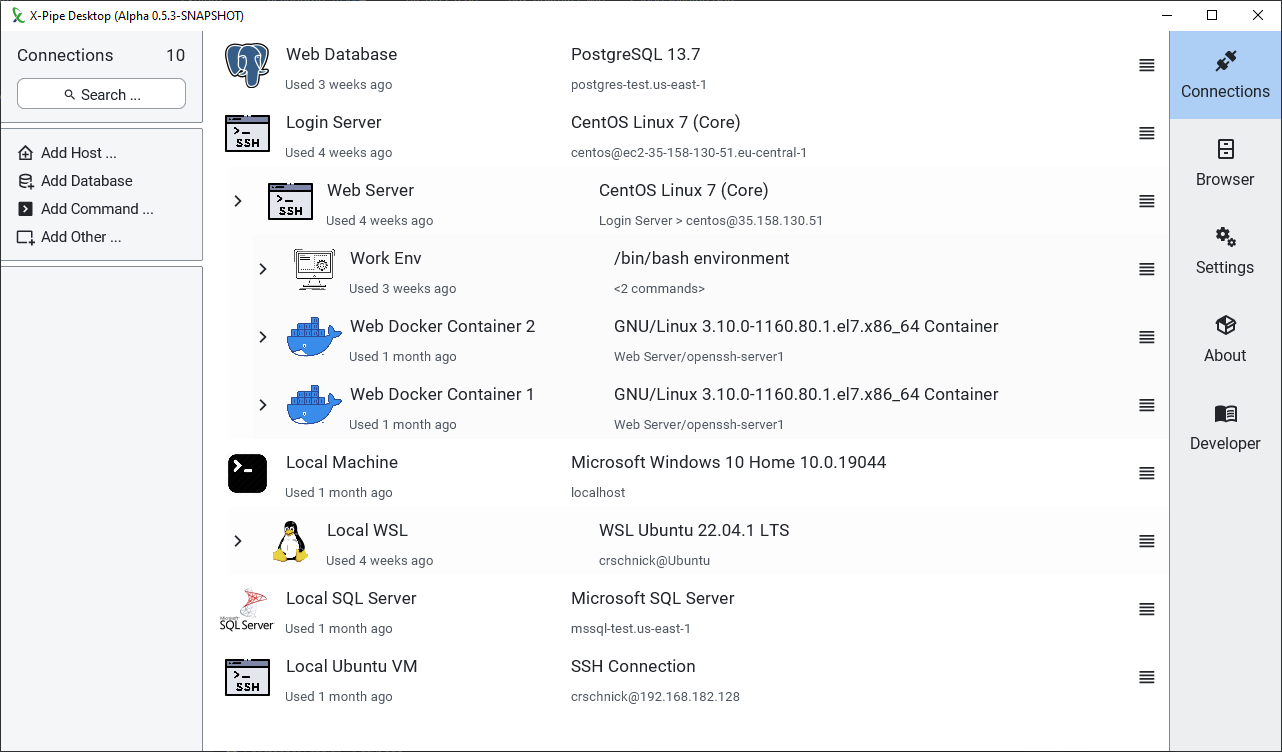 X-Pipe Desktop (Alpha 0.5.3-SNAPSHOT)
Connections 10
Search ...
Add Host ...
Add Database
Add Command ...
Add Other ...
Web Database PostgreSQL 13.7
Used 3 weeks ago postgres-test.us-east-1
SSH
Login Server CentOS Linux 7 (Core)
Used 4 weeks ago centos@ec2-35-158-130-51.eu-central-1
SSH
Web Server CentOS Linux 7 (Core)
Used 4 weeks ago Login Server > centos@35.158.130.51
Work Env /bin/bash environment
Used 3 weeks ago <2 commands>
Web Docker Container 2 GNU/Linux 3.10.0-1160.80.1.el7.x86_64 Container
Used 1 month ago Web Server/openssh-server1
Web Docker Container 1 GNU/Linux 3.10.0-1160.80.1.el7.x86_64 Container
Used 1 month ago Web Server/openssh-server1
Local Machine Microsoft Windows 10 Home 10.0.19044
Used 1 month ago localhost
Local WSL WSL Ubuntu 22.04.1 LTS
Used 4 weeks ago crschnick@Ubuntu
Microsoft
SQL Server
Local SQL Server Microsoft SQL Server
Used 1 month ago mssql-test.us-east-1
SSH
Local Ubuntu VM SSH Connection
Used 1 month ago crschnick@192.168.182.128
Connections
Browser
Settings
About
Developer